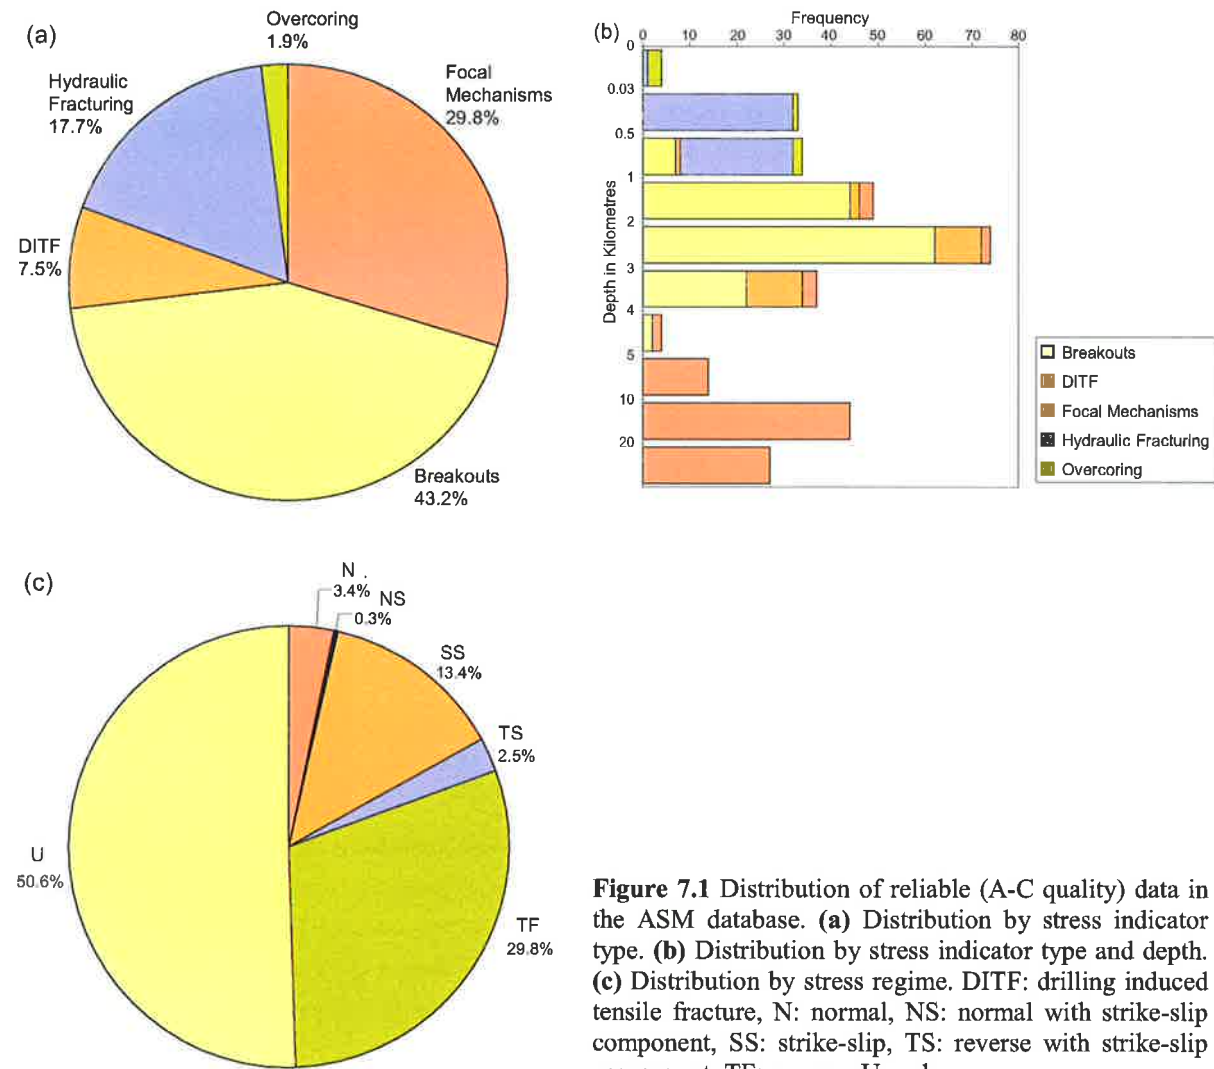 (a)
Overcoring
1.9%
Focal
Mechanisms
29.8%
Hydraulic
Fracturing
17.7%
DITF
7.5%
Breakouts
43.2%
(b)
Frequency
0 10 20 30 40 50 60 70 80
Depth in Kilometres
0
0.03
0.5
1
2
3
4
5
10
20
Breakouts
DITF
Focal Mechanisms
Hydraulic Fracturing
Overcoring
(c)
N
3.4%
NS
0.3%
SS
13.4%
TS
2.5%
U
50.6%
TF
29.8%
Figure 7.1 Distribution of reliable (A-C quality) data in
the ASM database. (a) Distribution by stress indicator
type. (b) Distribution by stress indicator type and depth.
(c) Distribution by stress regime. DITF: drilling induced
tensile fracture, N: normal, NS: normal with strike-slip
component, SS: strike-slip, TS: reverse with strike-slip